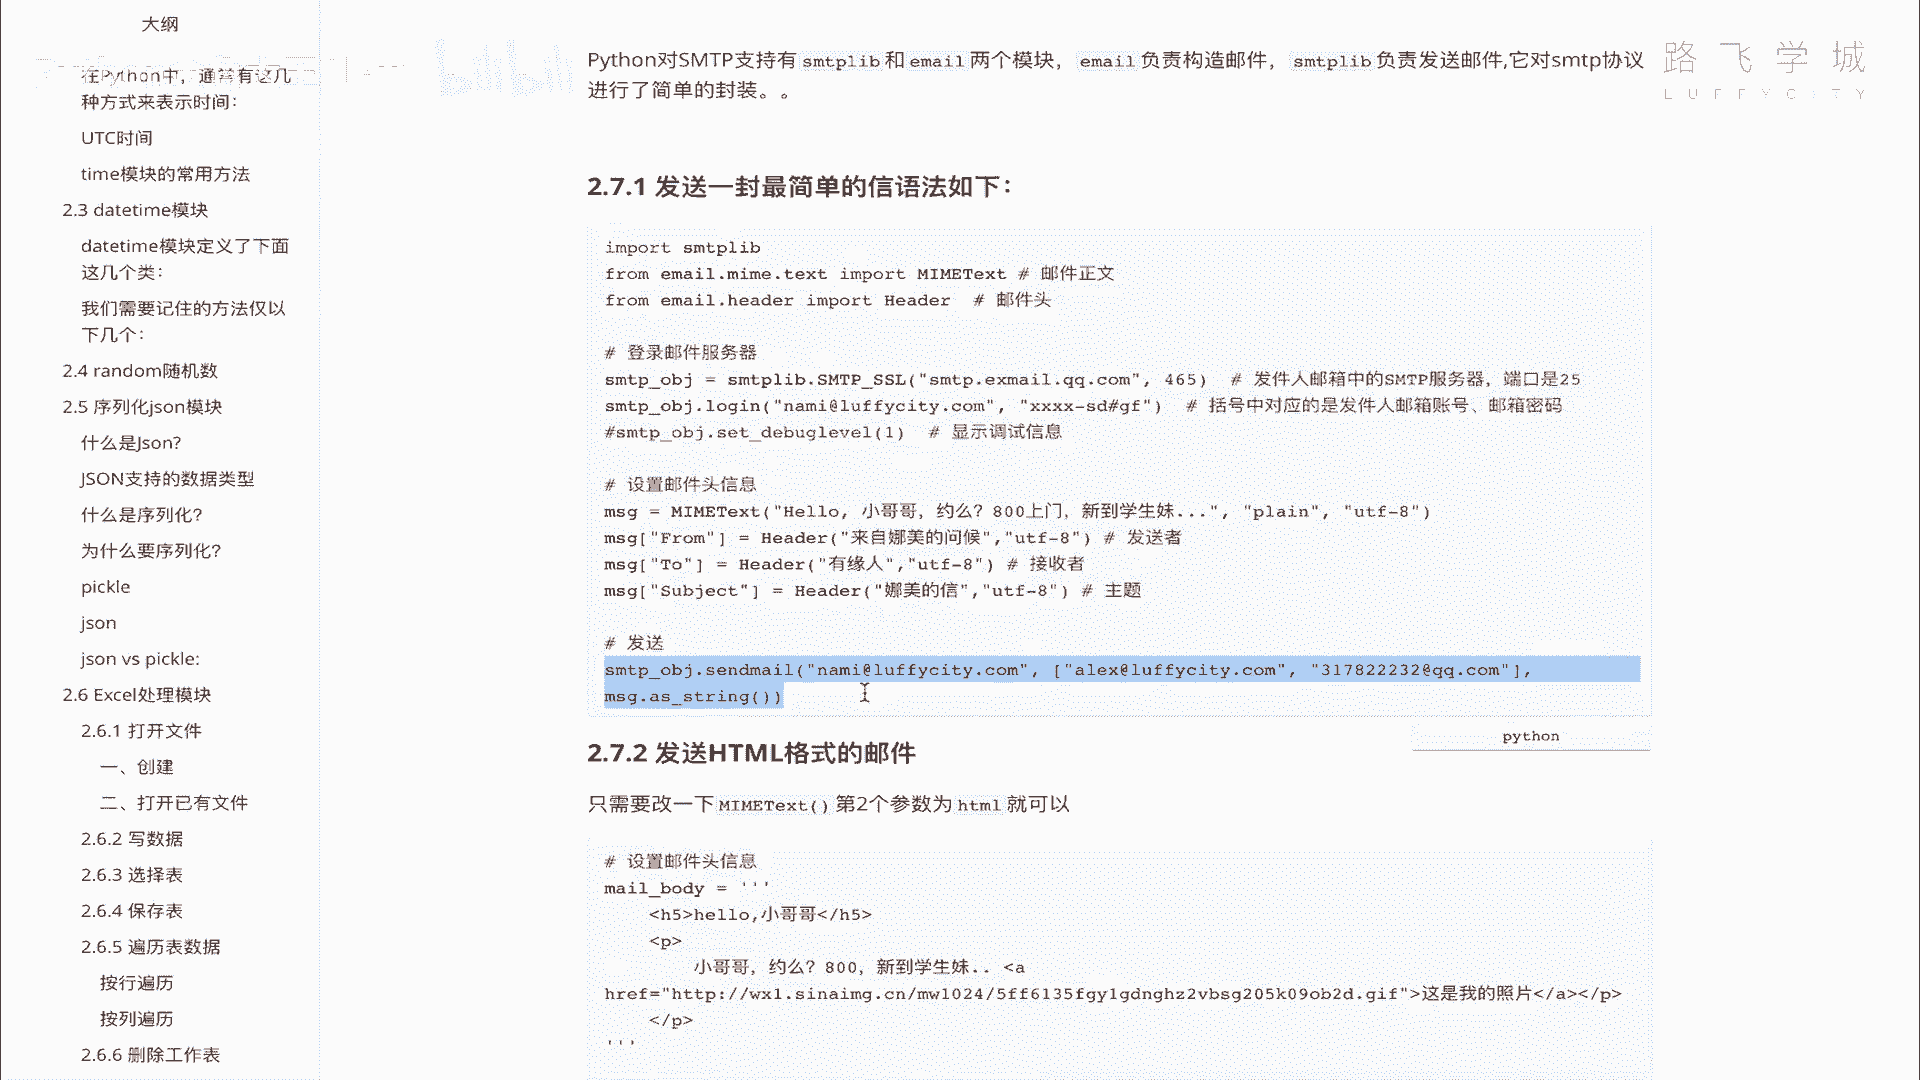 大纲
在Python中，通常有这几
种方式来表示时间：
UTC时间
time模块的常用方法
2.3 datetime模块
datetime模块定义了下面
这几个类：
我们需要记住的方法仅以
下几个：
2.4 random随机数
2.5 序列化json模块
什么是Json?
JSON支持的数据类型
什么是序列化？
为什么要序列化？
pickle
json
json vs pickle:
2.6 Excel处理模块
2.6.1 打开文件
一、创建
二、打开已有文件
2.6.2 写数据
2.6.3 选择表
2.6.4 保存表
2.6.5 遍历表数据
按行遍历
按列遍历
2.6.6 删除工作表
Python对SMTP支持有 smtplib 和 email 两个模块， email 负责构造邮件， smtplib 负责发送邮件,它对smtp协议
进行了简单的封装。。
2.7.1 发送一封最简单的信语法如下：
import smtplib
from email.mime.text import MIMEText # 邮件正文
from email.header import Header  # 邮件头
# 登录邮件服务器
smtp_obj = smtplib.SMTP_SSL("smtp.exmail.qq.com", 465)  # 发件人邮箱中的SMTP服务器，端口是25
smtp_obj.login("nami@luffycity.com", "xxxx-sd#gf")  # 括号中对应的是发件人邮箱账号、邮箱密码
#smtp_obj.set_debuglevel(1)  # 显示调试信息
# 设置邮件头信息
msg = MIMEText("Hello, 小哥哥，约么？800上门，新到学生妹...", "plain", "utf-8")
msg["From"] = Header("来自娜美的问候","utf-8") # 发送者
msg["To"] = Header("有缘人","utf-8") # 接收者
msg["Subject"] = Header("娜美的信","utf-8") # 主题
# 发送
smtp_obj.sendmail("nami@luffycity.com", ["alex@luffycity.com", "317822232@qq.com"],
msg.as_string())
python
2.7.2 发送HTML格式的邮件
只需要改一下 MIMEText() 第2个参数为 html 就可以
# 设置邮件头信息
mail_body = '''
<h5>hello,小哥哥</h5>
<p>
小哥哥，约么？800，新到学生妹.. <a
href="http://wx1.sinaimg.cn/mw1024/5ff6135fgy1gdnghz2vbsg205k09ob2d.gif">这是我的照片</a></p>
</p>
'''
路飞学城
LUFFYCITY